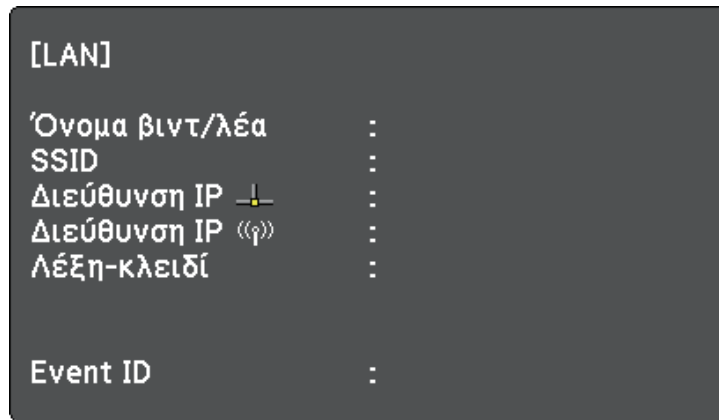 [LAN]
Όνομα βιντ/λέα :
SSID :
Διεύθυνση IP :
Διεύθυνση IP :
Λέξη-κλειδί :
Event ID :